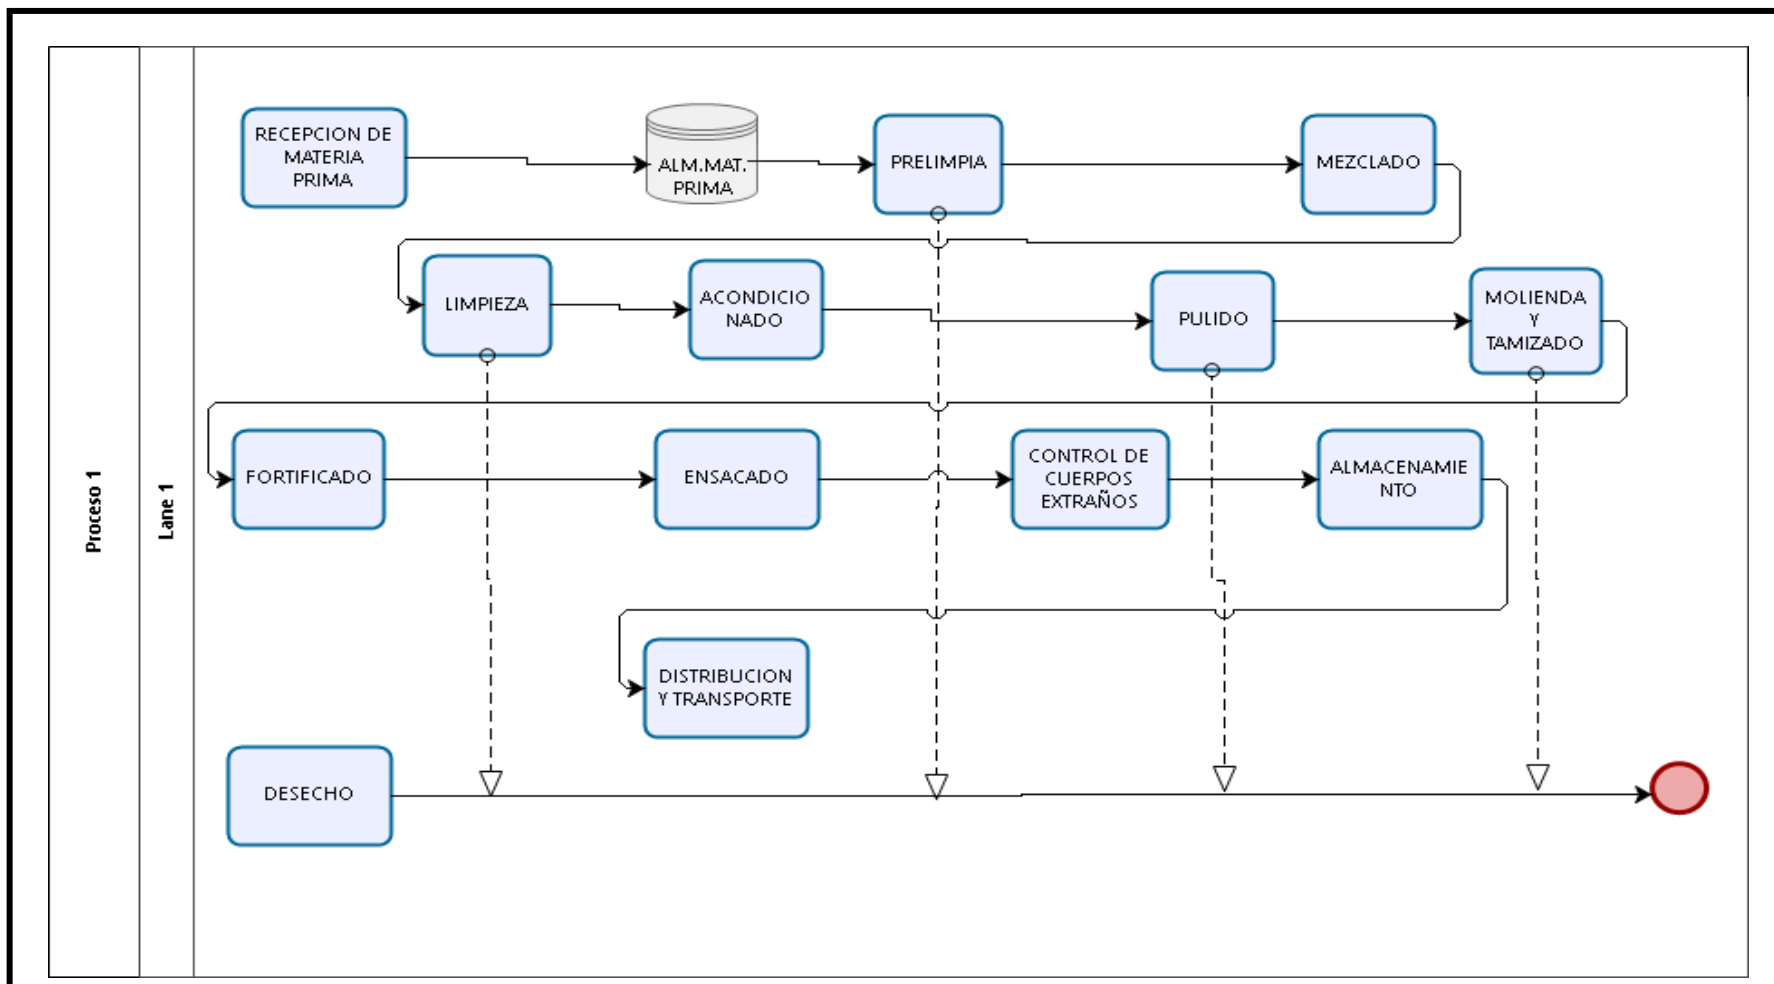 Proceso 1
Lane 1
RECEPCION DE
MATERIA
PRIMA
ALM.MAT.
PRIMA
PRELIMPIA
MEZCLADO
LIMPIEZA
ACONDICIO
NADO
PULIDO
MOLIENDA
Y
TAMIZADO
FORTIFICADO
ENSACADO
CONTROL DE
CUERPOS
EXTRAÑOS
ALMACENAMIE
NTO
DISTRIBUCION
Y TRANSPORTE
DESECHO